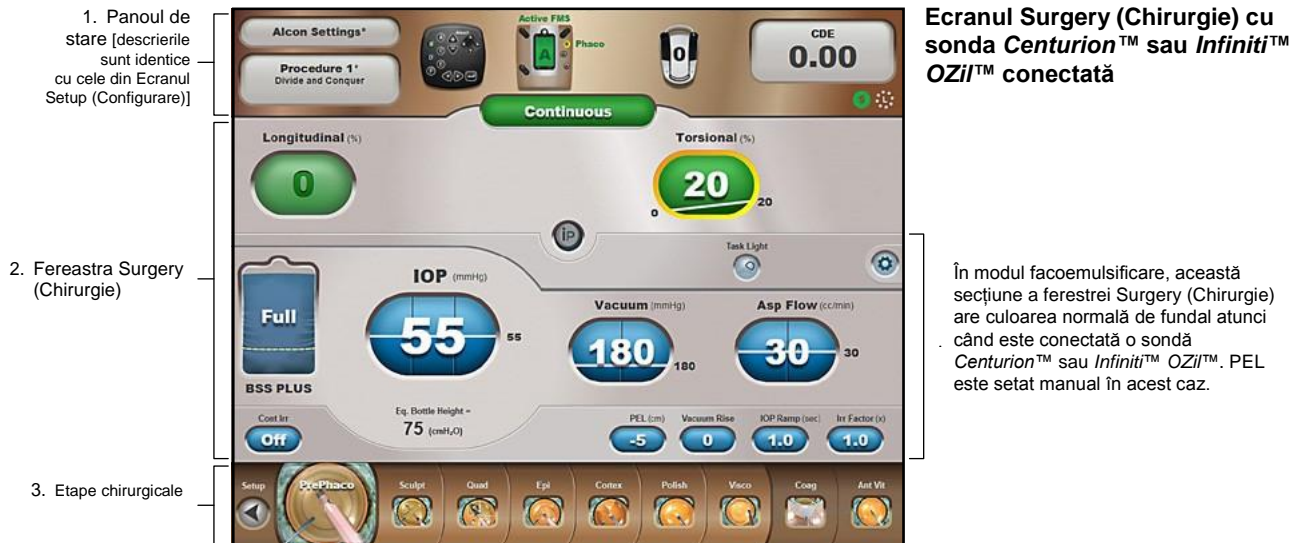 1. Panoul de
stare [descrierile
sunt identice
cu cele din Ecranul
Setup (Configurare)]
2. Fereastra Surgery
(Chirurgie)
3. Etape chirurgicale
Alcon Settings*
Procedure 1*
Divide and Conquer
Active FMS
A
Phaco
0
CDE
0.00
S
L
Continuous
Longitudinal (%)
0
Torsional (%)
20
0
20
iP
Task Light
Full
BSS PLUS
IOP (mmHg)
55
55
Vacuum (mmHg)
180
180
Asp Flow (cc/min)
30
30
Cont Irr
Off
Eq. Bottle Height =
75 (cmH₂O)
PEL (cm)
-5
Vacuum Rise
0
IOP Ramp (sec)
1.0
Irr Factor (x)
1.0
Setup
PrePhaco
Sculpt
Quad
Epi
Cortex
Polish
Visco
Coag
Ant Vit
Ecranul Surgery (Chirurgie) cu
sonda Centurion™ sau Infiniti™
OZil™ conectată
În modul facoemulsificare, această
secțiune a ferestrei Surgery (Chirurgie)
are culoarea normală de fundal atunci
. când este conectată o sondă
Centurion™ sau Infiniti™ OZil™. PEL
este setat manual în acest caz.